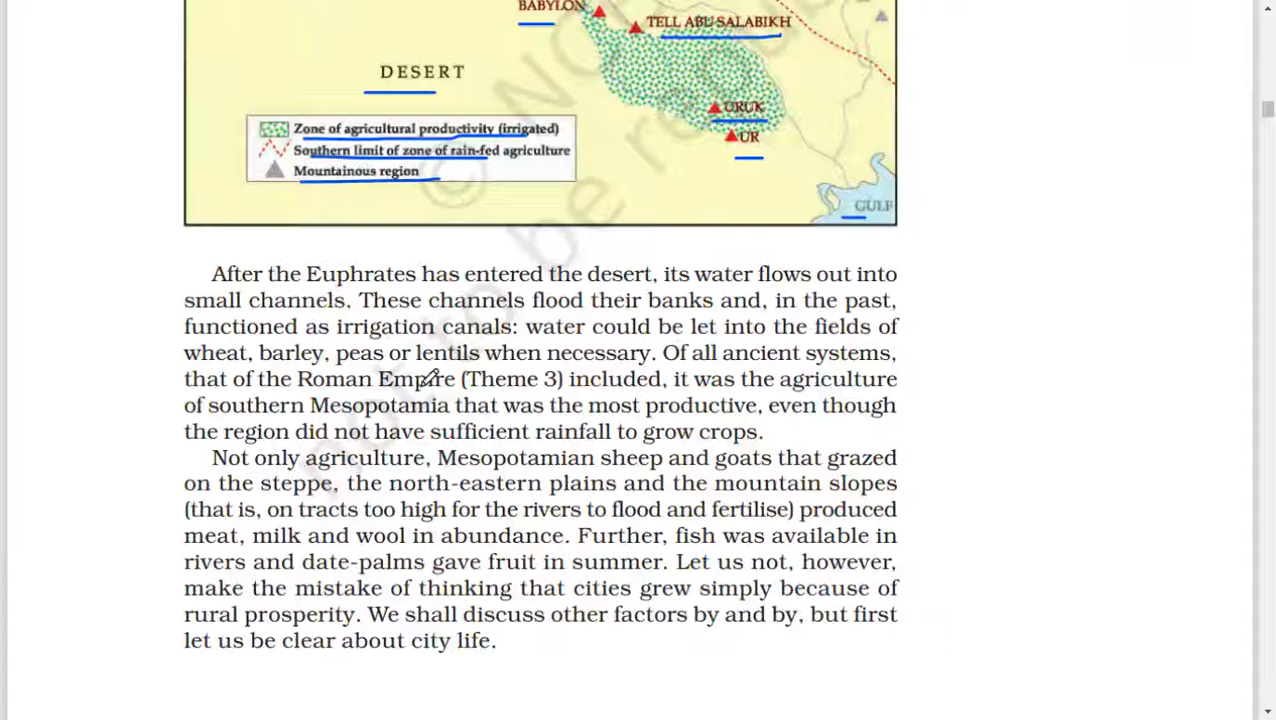 BABYLON
TELL ABU SALABIKH
DESERT
URUK
Zone of agricultural productivity (irrigated)
UR
Southern limit of zone of rain-fed agriculture
Mountainous region
GULF
After the Euphrates has entered the desert, its water flows out into
small channels. These channels flood their banks and, in the past,
functioned as irrigation canals: water could be let into the fields of
wheat, barley, peas or lentils when necessary. Of all ancient systems,
that of the Roman Empire (Theme 3) included, it was the agriculture
of southern Mesopotamia that was the most productive, even though
the region did not have sufficient rainfall to grow crops.
Not only agriculture, Mesopotamian sheep and goats that grazed
on the steppe, the north-eastern plains and the mountain slopes
(that is, on tracts too high for the rivers to flood and fertilise) produced
meat, milk and wool in abundance. Further, fish was available in
rivers and date-palms gave fruit in summer. Let us not, however,
make the mistake of thinking that cities grew simply because of
rural prosperity. We shall discuss other factors by and by, but first
let us be clear about city life.